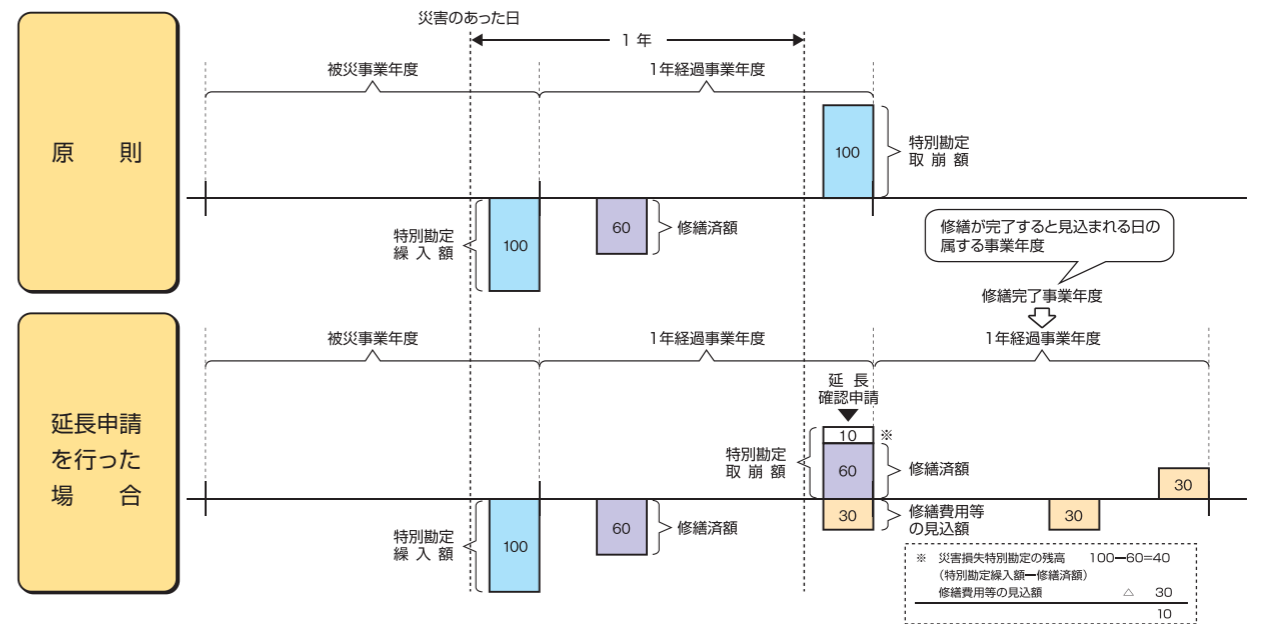 災害のあった日
1 年
被災事業年度
1年経過事業年度
原　則
100
特別勘定
取 崩 額
特別勘定
繰 入 額
100
60
修繕済額
修繕が完了すると見込まれる日の
属する事業年度
修繕完了事業年度
被災事業年度
1年経過事業年度
1年経過事業年度
延長申請
を行った
場　合
延 長
確認申請
10
※
特別勘定
取 崩 額
60
修繕済額
30
30
修繕費用等
の見込額
30
特別勘定
繰 入 額
100
60
修繕済額
※ 災害損失特別勘定の残高 100ー60=40
(特別勘定繰入額ー修繕済額)
修繕費用等の見込額 △ 30
10